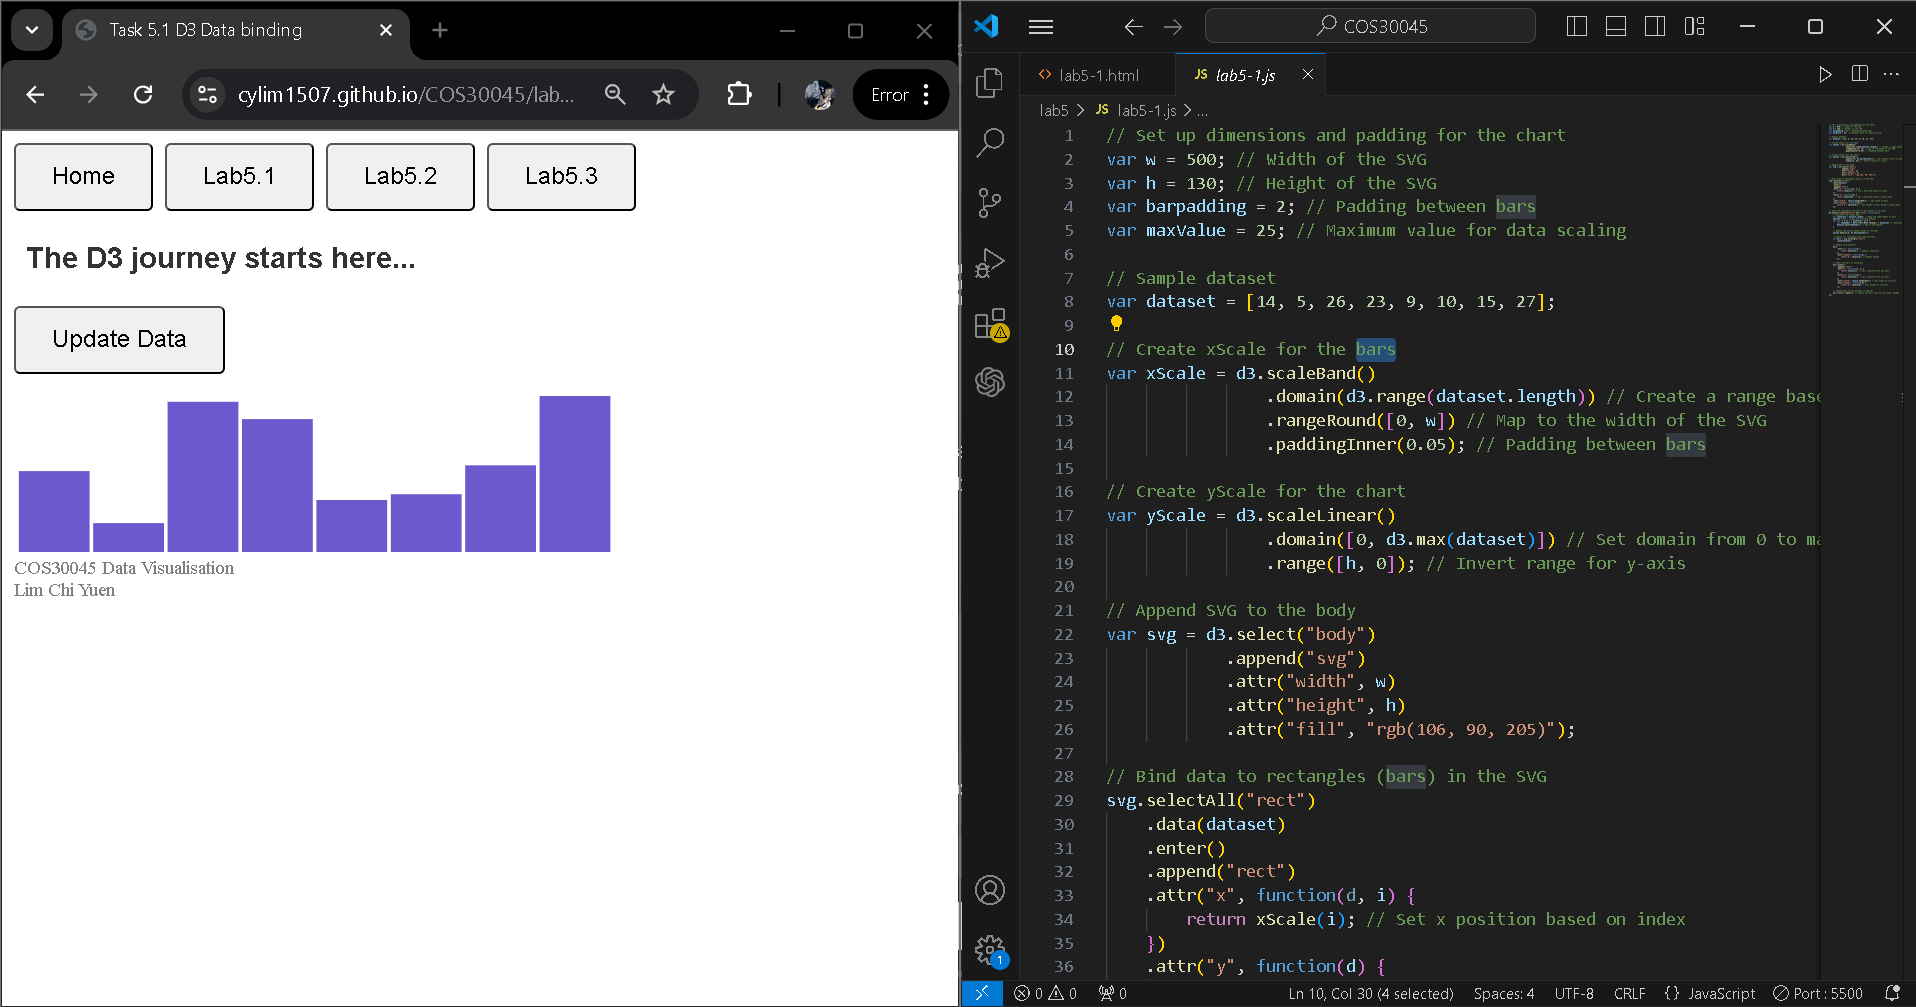 Task 5.1 D3 Data binding
cylim1507.github.io/COS30045/lab...
Error
Home
Lab5.1
Lab5.2
Lab5.3
The D3 journey starts here...
Update Data
COS30045 Data Visualisation
Lim Chi Yuen
COS30045
lab5-1.html
JS lab5-1.js
lab5 > JS lab5-1.js > ...
1 // Set up dimensions and padding for the chart
2 var w = 500; // Width of the SVG
3 var h = 130; // Height of the SVG
4 var barpadding = 2; // Padding between bars
5 var maxValue = 25; // Maximum value for data scaling
6
7 // Sample dataset
8 var dataset = [14, 5, 26, 23, 9, 10, 15, 27];
9
10 // Create xScale for the bars
11 var xScale = d3.scaleBand()
12 .domain(d3.range(dataset.length)) // Create a range base
13 .rangeRound([0, w]) // Map to the width of the SVG
14 .paddingInner(0.05); // Padding between bars
15
16 // Create yScale for the chart
17 var yScale = d3.scaleLinear()
18 .domain([0, d3.max(dataset)]) // Set domain from 0 to ma
19 .range([h, 0]); // Invert range for y-axis
20
21 // Append SVG to the body
22 var svg = d3.select("body")
23 .append("svg")
24 .attr("width", w)
25 .attr("height", h)
26 .attr("fill", "rgb(106, 90, 205)");
27
28 // Bind data to rectangles (bars) in the SVG
29 svg.selectAll("rect")
30 .data(dataset)
31 .enter()
32 .append("rect")
33 .attr("x", function(d, i) {
34 return xScale(i); // Set x position based on index
35 })
36 .attr("y", function(d) {
1
0 0 0 Ln 10, Col 30 (4 selected) Spaces: 4 UTF-8 CRLF {} JavaScript Port : 5500